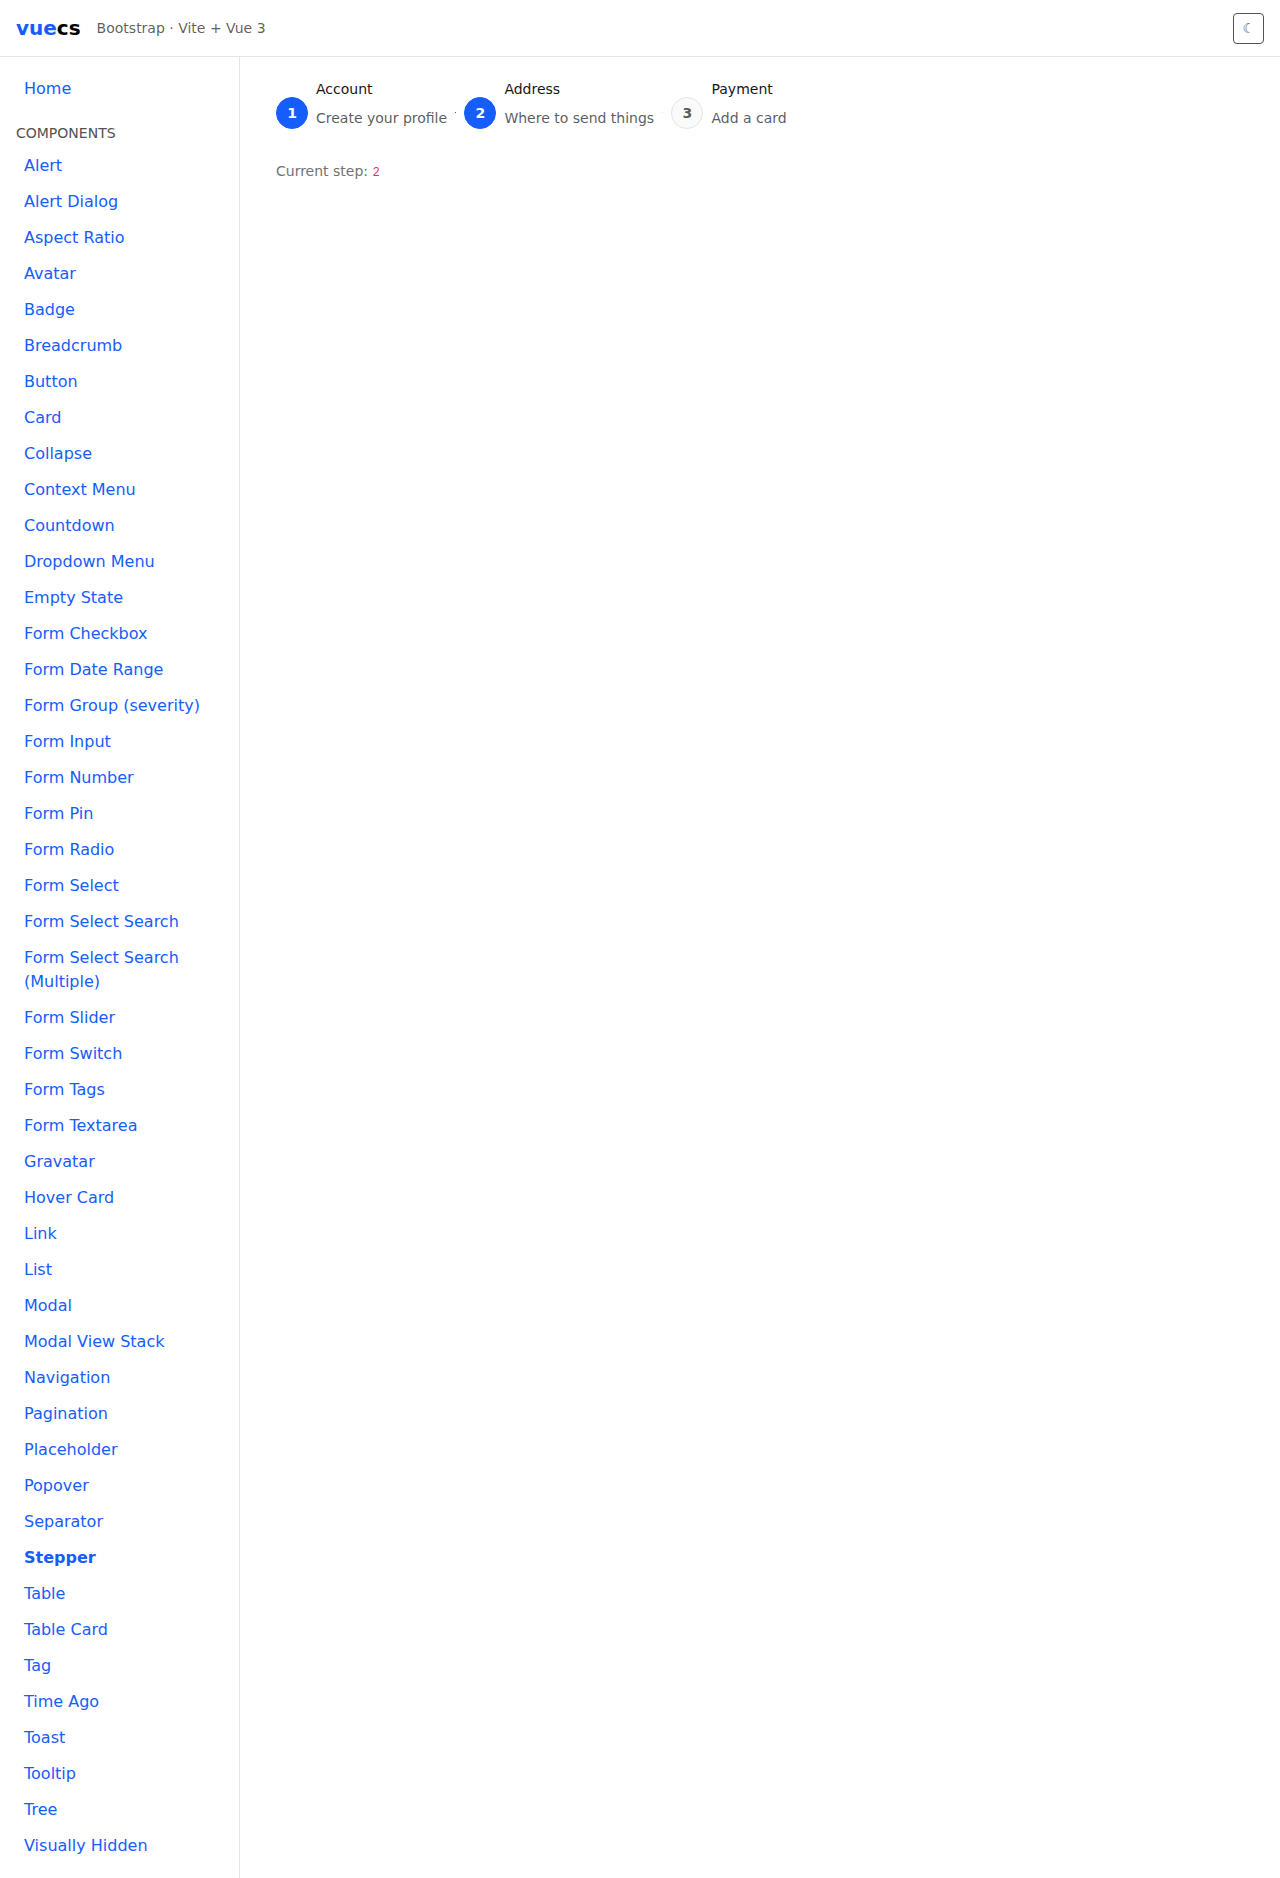 vuecs Bootstrap · Vite + Vue 3 ☾
Home
COMPONENTS
Alert
Alert Dialog
Aspect Ratio
Avatar
Badge
Breadcrumb
Button
Card
Collapse
Context Menu
Countdown
Dropdown Menu
Empty State
Form Checkbox
Form Date Range
Form Group (severity)
Form Input
Form Number
Form Pin
Form Radio
Form Select
Form Select Search
Form Select Search
(Multiple)
Form Slider
Form Switch
Form Tags
Form Textarea
Gravatar
Hover Card
Link
List
Modal
Modal View Stack
Navigation
Pagination
Placeholder
Popover
Separator
Stepper
Table
Table Card
Tag
Time Ago
Toast
Tooltip
Tree
Visually Hidden
1
Account
Create your profile
2
Address
Where to send things
3
Payment
Add a card
Current step: 2